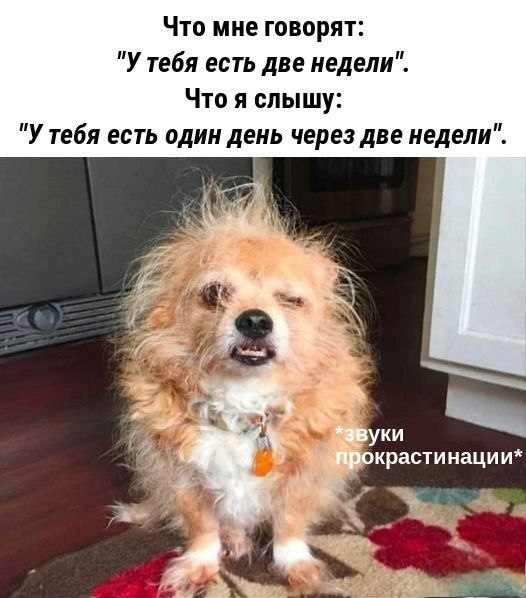 Что мне говорят:
"У тебя есть две недели".
Что я слышу:
"У тебя есть один день через две недели".
*звуки
прокрастинации*